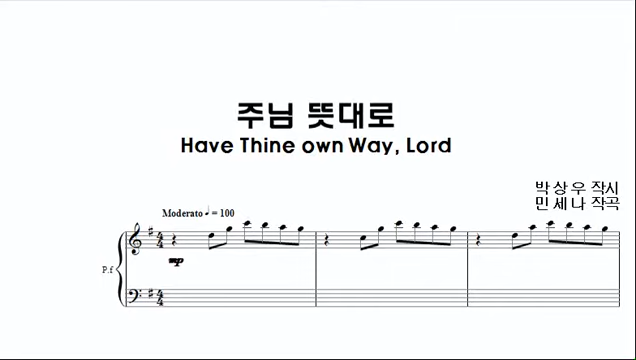 주님 뜻대로
Have Thine own Way, Lord
박상우 작시
민세나 작곡
Moderato ♩ = 100
P.f
mp